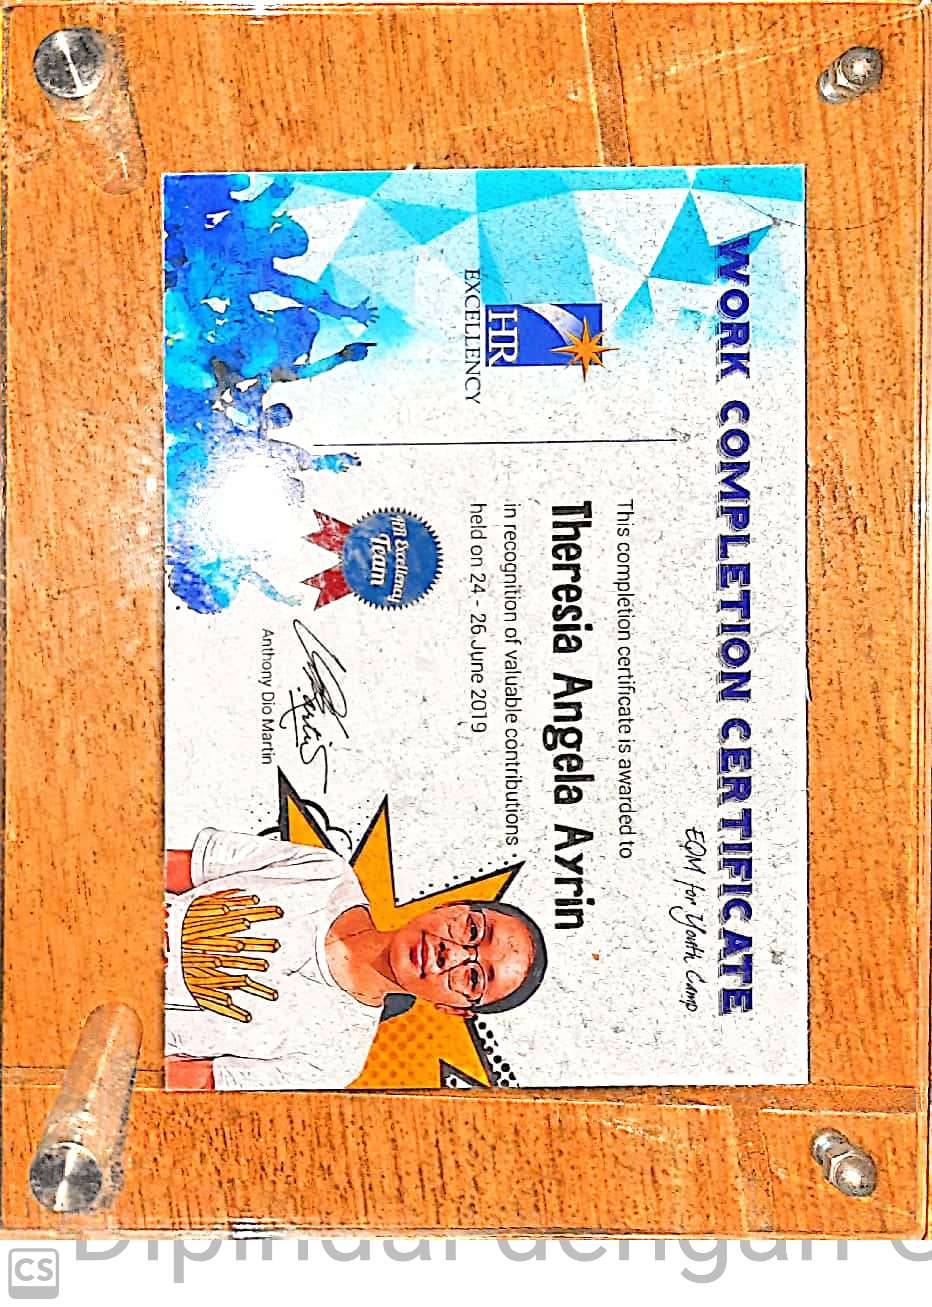 WORK COMPLETION CERTIFICATE
EQM for Youth Camp
HR
EXCELLENCY
This completion certificate is awarded to
Theresia Angela Ayrin
in recognition of valuable contributions
held on 24 - 26 June 2019
HR Excellency
Team
Anthony Dio Martin
CS Dipindai dengan